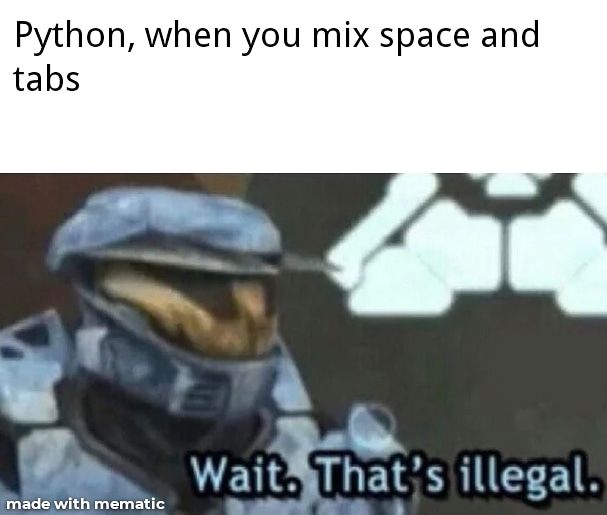 Python, when you mix space and
tabs
Wait. That's illegal.
made with mematic